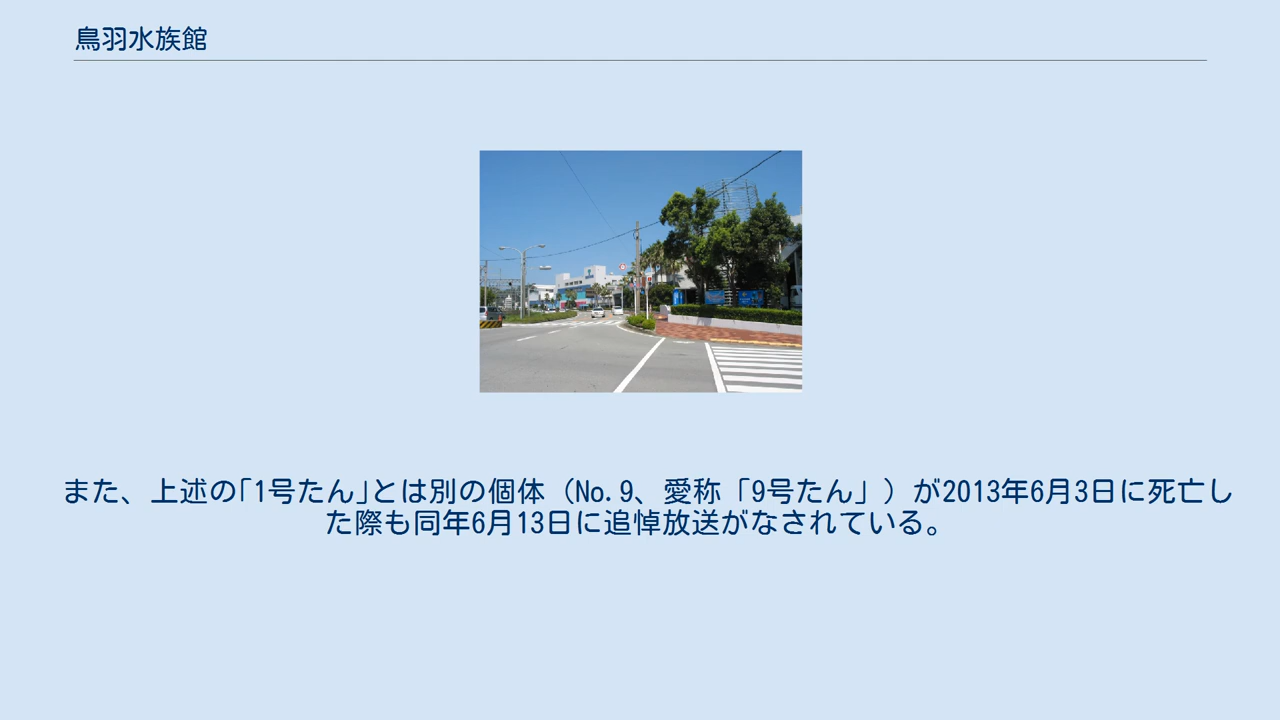 鳥羽水族館
また、上述の｢1号たん｣とは別の個体（No.9、愛称「9号たん」）が2013年6月3日に死亡し
た際も同年6月13日に追悼放送がなされている。